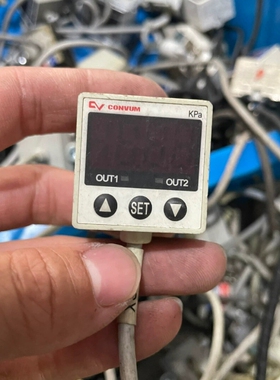 CONVUM
KPa
OUT1 OUT2
SET